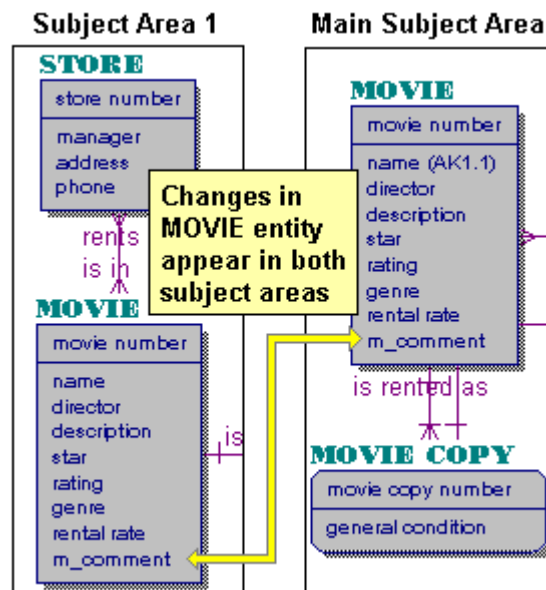 Subject Area 1
STORE
store number
manager
address
phone
rents
is in
MOVIE
movie number
name
director
description
star
rating
genre
rental rate
m_comment
is
Changes in
MOVIE entity
appear in both
subject areas
Main Subject Area
MOVIE
movie number
name (AK1.1)
director
description
star
rating
genre
rental rate
m_comment
is rented as
MOVIE COPY
movie copy number
general condition